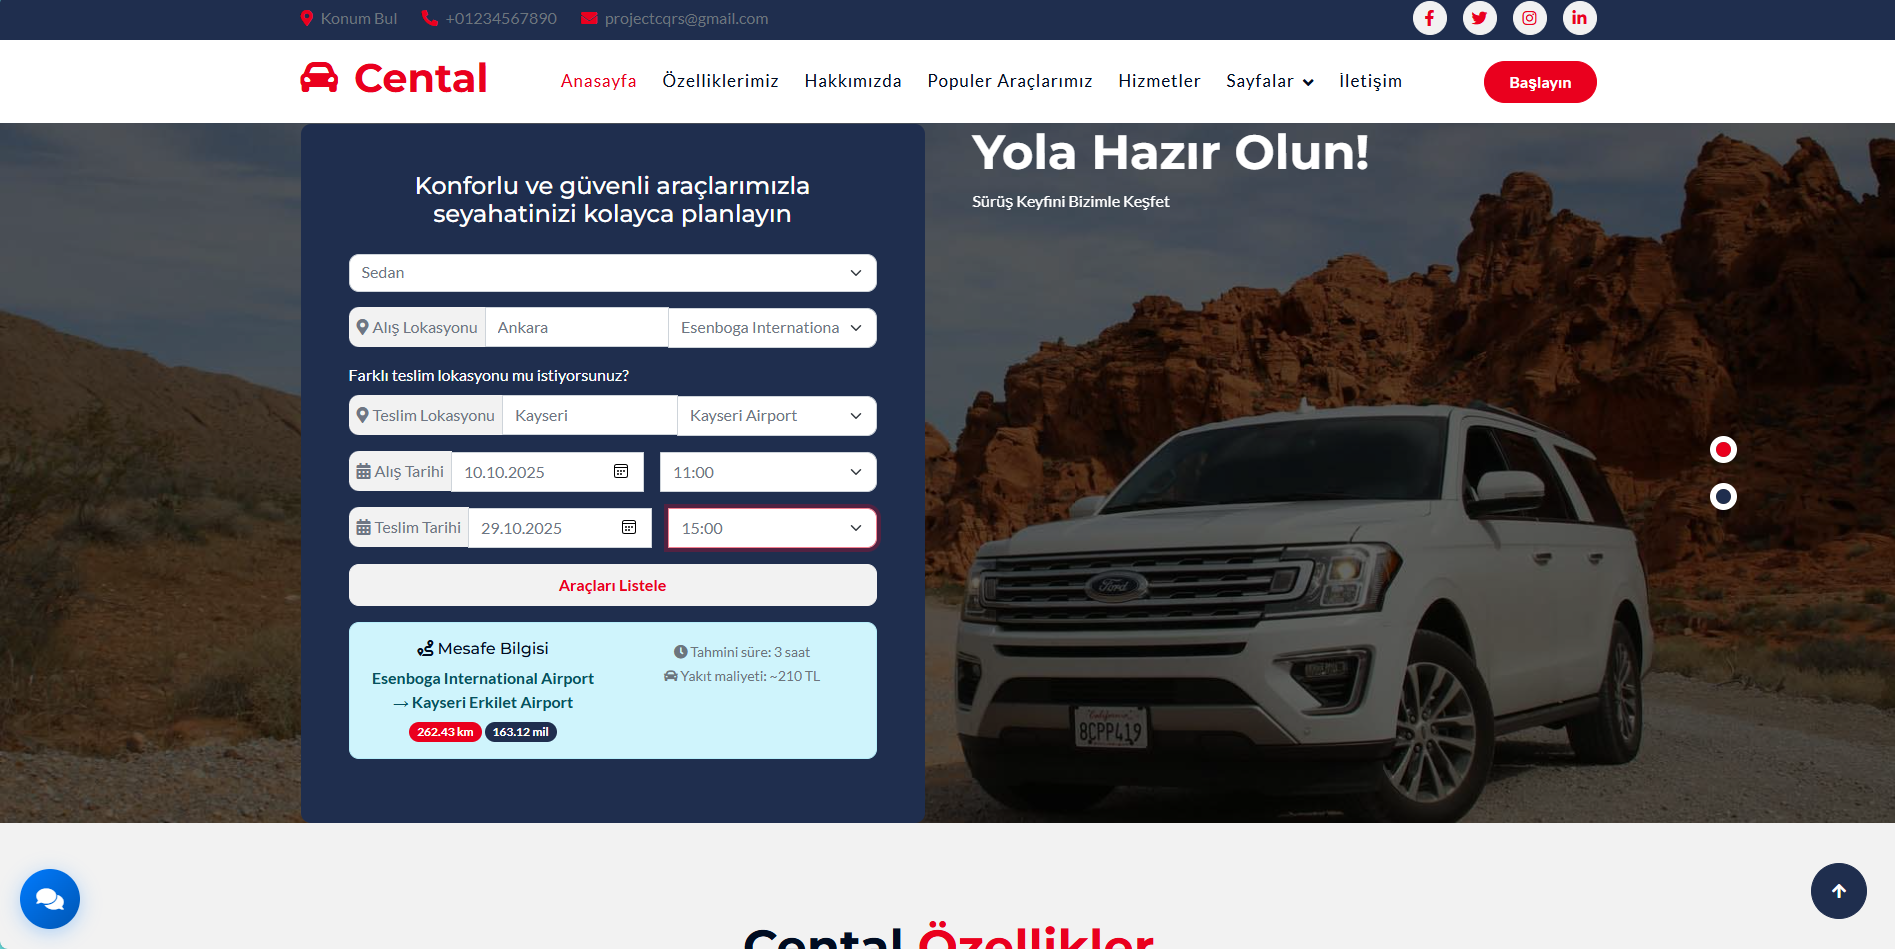 Konum Bul +01234567890 projectcqrs@gmail.com
Cental Anasayfa Özelliklerimiz Hakkımızda Populer Araçlarımız Hizmetler Sayfalar İletişim Başlayın
Konforlu ve güvenli araçlarımızla
seyahatinizi kolayca planlayın
Sedan
Alış Lokasyonu Ankara Esenboga Internationa
Farklı teslim lokasyonu mu istiyorsunuz?
Teslim Lokasyonu Kayseri Kayseri Airport
Alış Tarihi 10.10.2025 11:00
Teslim Tarihi 29.10.2025 15:00
Araçları Listele
Mesafe Bilgisi
Esenboga International Airport
→ Kayseri Erkilet Airport
262.43 km 163.12 mil
Tahmini süre: 3 saat
Yakıt maliyeti: ~210 TL
Yola Hazır Olun!
Sürüş Keyfini Bizimle Keşfet
Ford
California
8CPP419
Cental Özellikler